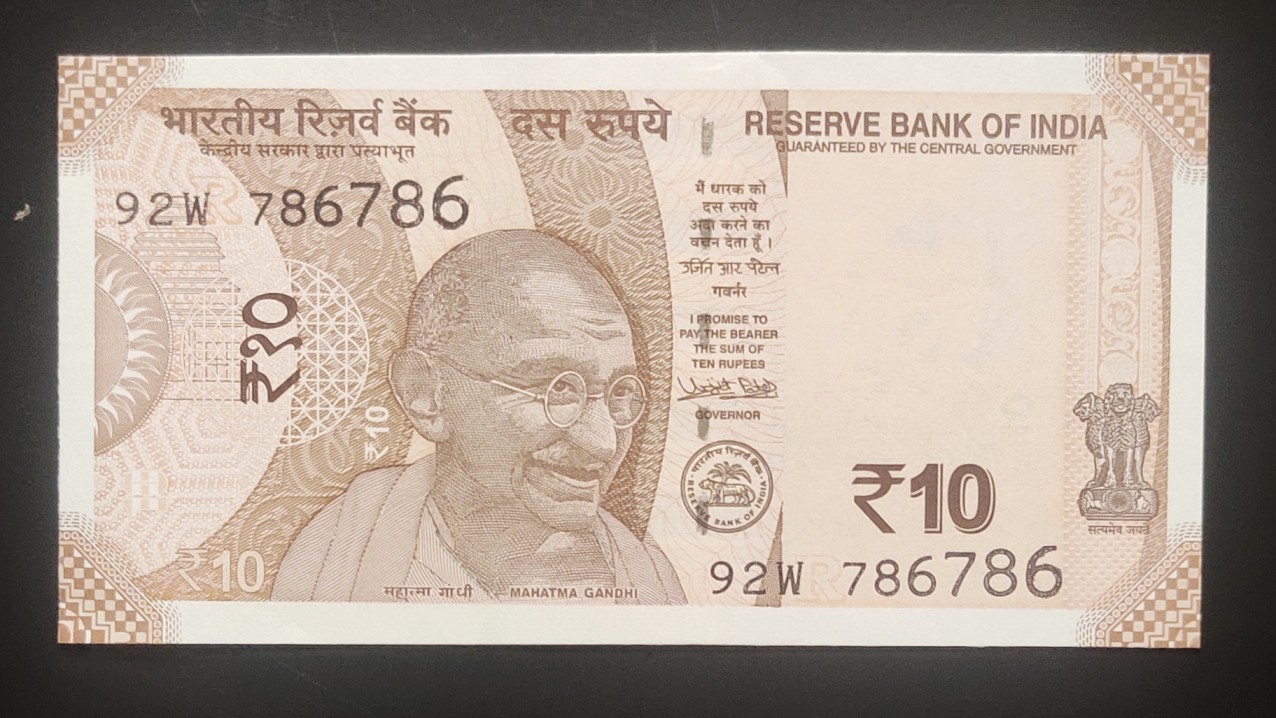 भारतीय रिज़र्व बैंक
केन्द्रीय सरकार द्वारा प्रत्याभूत
92W 786786
दस रुपये
RESERVE BANK OF INDIA
GUARANTEED BY THE CENTRAL GOVERNMENT
मैं धारक को
दस रुपये
अदा करने का
वचन देता हूँ।
उर्जित आर. पटेल
गवर्नर
I PROMISE TO
PAY THE BEARER
THE SUM OF
TEN RUPEES
GOVERNOR
भारतीय रिज़र्व बैंक
RESERVE BANK OF INDIA
₹१०
₹10
₹10
महात्मा गांधी
MAHATMA GANDHI
₹10
सत्यमेव जयते
92W 786786